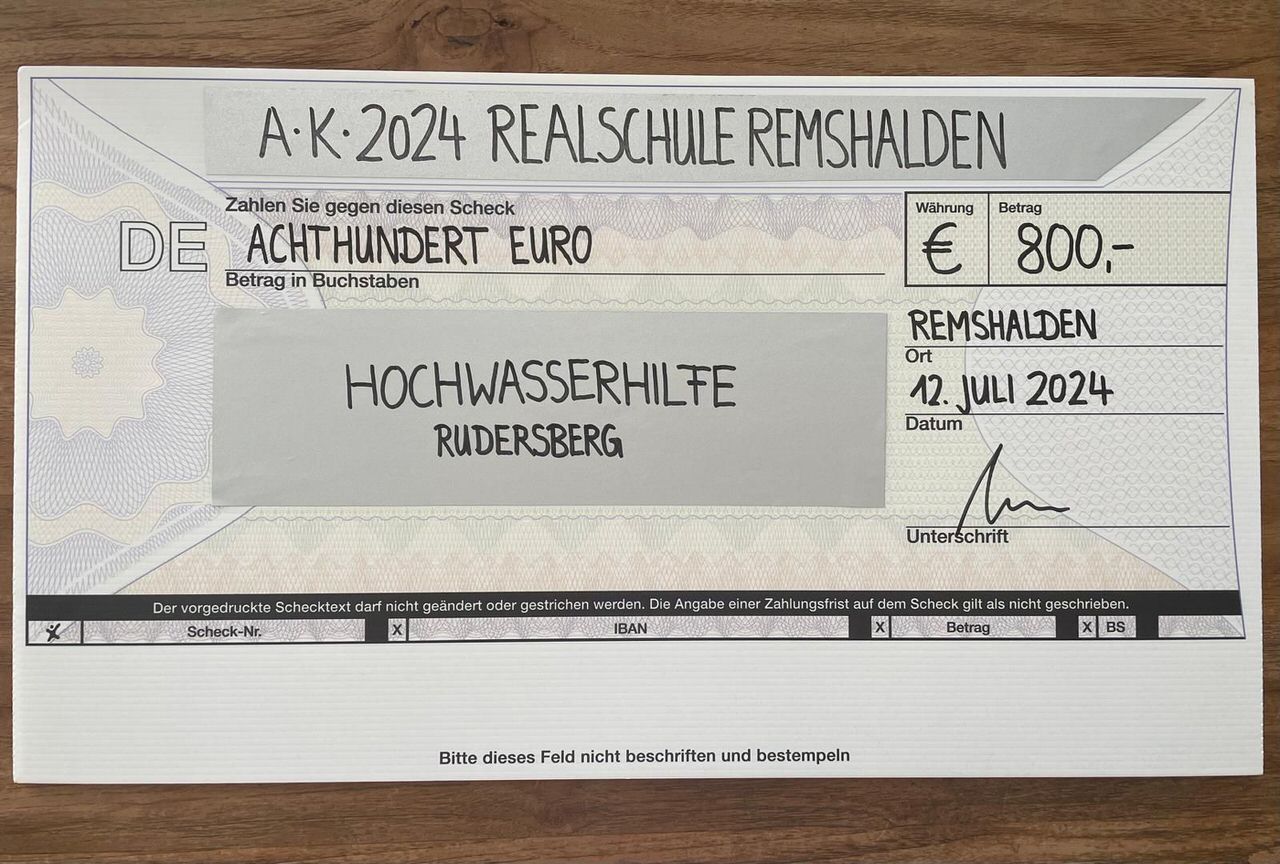 A·K·2024 REALSCHULE REMSHALDEN
Zahlen Sie gegen diesen Scheck
DE ACHTHUNDERT EURO
Betrag in Buchstaben
Währung Betrag
€ 800,-
HOCHWASSERHILFE
RUDERSBERG
REMSHALDEN
Ort
12. JULI 2024
Datum
Unterschrift
Der vorgedruckte Schecktext darf nicht geändert oder gestrichen werden. Die Angabe einer Zahlungsfrist auf dem Scheck gilt als nicht geschrieben.
X Scheck-Nr. X IBAN X Betrag X BS
Bitte dieses Feld nicht beschriften und bestempeln